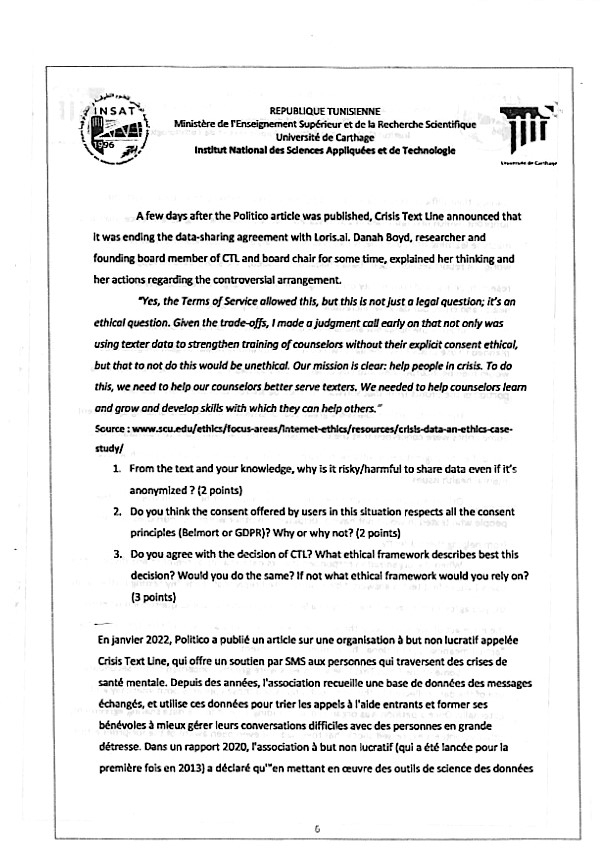 INSAT
1996
REPUBLIQUE TUNISIENNE
Ministère de l'Enseignement Supérieur et de la Recherche Scientifique
Université de Carthage
Institut National des Sciences Appliquées et de Technologie
Université de Carthage
A few days after the Politico article was published, Crisis Text Line announced that
it was ending the data-sharing agreement with Loris.ai. Danah Boyd, researcher and
founding board member of CTL and board chair for some time, explained her thinking and
her actions regarding the controversial arrangement.
"Yes, the Terms of Service allowed this, but this is not just a legal question; it's an
ethical question. Given the trade-offs, I made a judgment call early on that not only was
using texter data to strengthen training of counselors without their explicit consent ethical,
but that to not do this would be unethical. Our mission is clear: help people in crisis. To do
this, we need to help our counselors better serve texters. We needed to help counselors learn
and grow and develop skills with which they can help others."
Source : www.scu.edu/ethics/focus-areas/internet-ethics/resources/crisis-data-an-ethics-case-
study/
1. From the text and your knowledge, why is it risky/harmful to share data even if it's
anonymized ? (2 points)
2. Do you think the consent offered by users in this situation respects all the consent
principles (Belmort or GDPR)? Why or why not? (2 points)
3. Do you agree with the decision of CTL? What ethical framework describes best this
decision? Would you do the same? If not what ethical framework would you rely on?
(3 points)
En janvier 2022, Politico a publié un article sur une organisation à but non lucratif appelée
Crisis Text Line, qui offre un soutien par SMS aux personnes qui traversent des crises de
santé mentale. Depuis des années, l'association recueille une base de données des messages
échangés, et utilise ces données pour trier les appels à l'aide entrants et former ses
bénévoles à mieux gérer leurs conversations difficiles avec des personnes en grande
détresse. Dans un rapport 2020, l'association à but non lucratif (qui a été lancée pour la
première fois en 2013) a déclaré qu'"en mettant en œuvre des outils de science des données
6